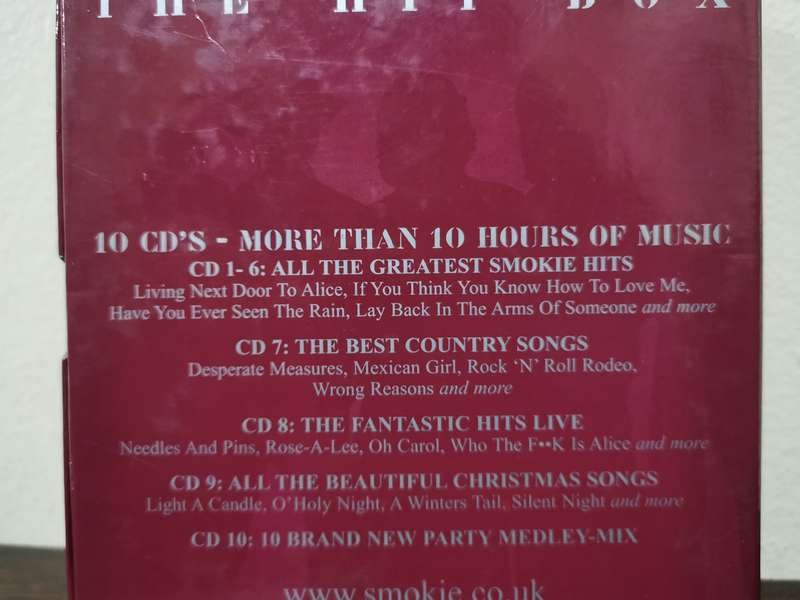 THE HIT BOX
10 CD'S - MORE THAN 10 HOURS OF MUSIC
CD 1- 6: ALL THE GREATEST SMOKIE HITS
Living Next Door To Alice, If You Think You Know How To Love Me,
Have You Ever Seen The Rain, Lay Back In The Arms Of Someone and more
CD 7: THE BEST COUNTRY SONGS
Desperate Measures, Mexican Girl, Rock 'N' Roll Rodeo,
Wrong Reasons and more
CD 8: THE FANTASTIC HITS LIVE
Needles And Pins, Rose-A-Lee, Oh Carol, Who The F••K Is Alice and more
CD 9: ALL THE BEAUTIFUL CHRISTMAS SONGS
Light A Candle, O'Holy Night, A Winters Tail, Silent Night and more
CD 10: 10 BRAND NEW PARTY MEDLEY-MIX
www.smokie.co.uk